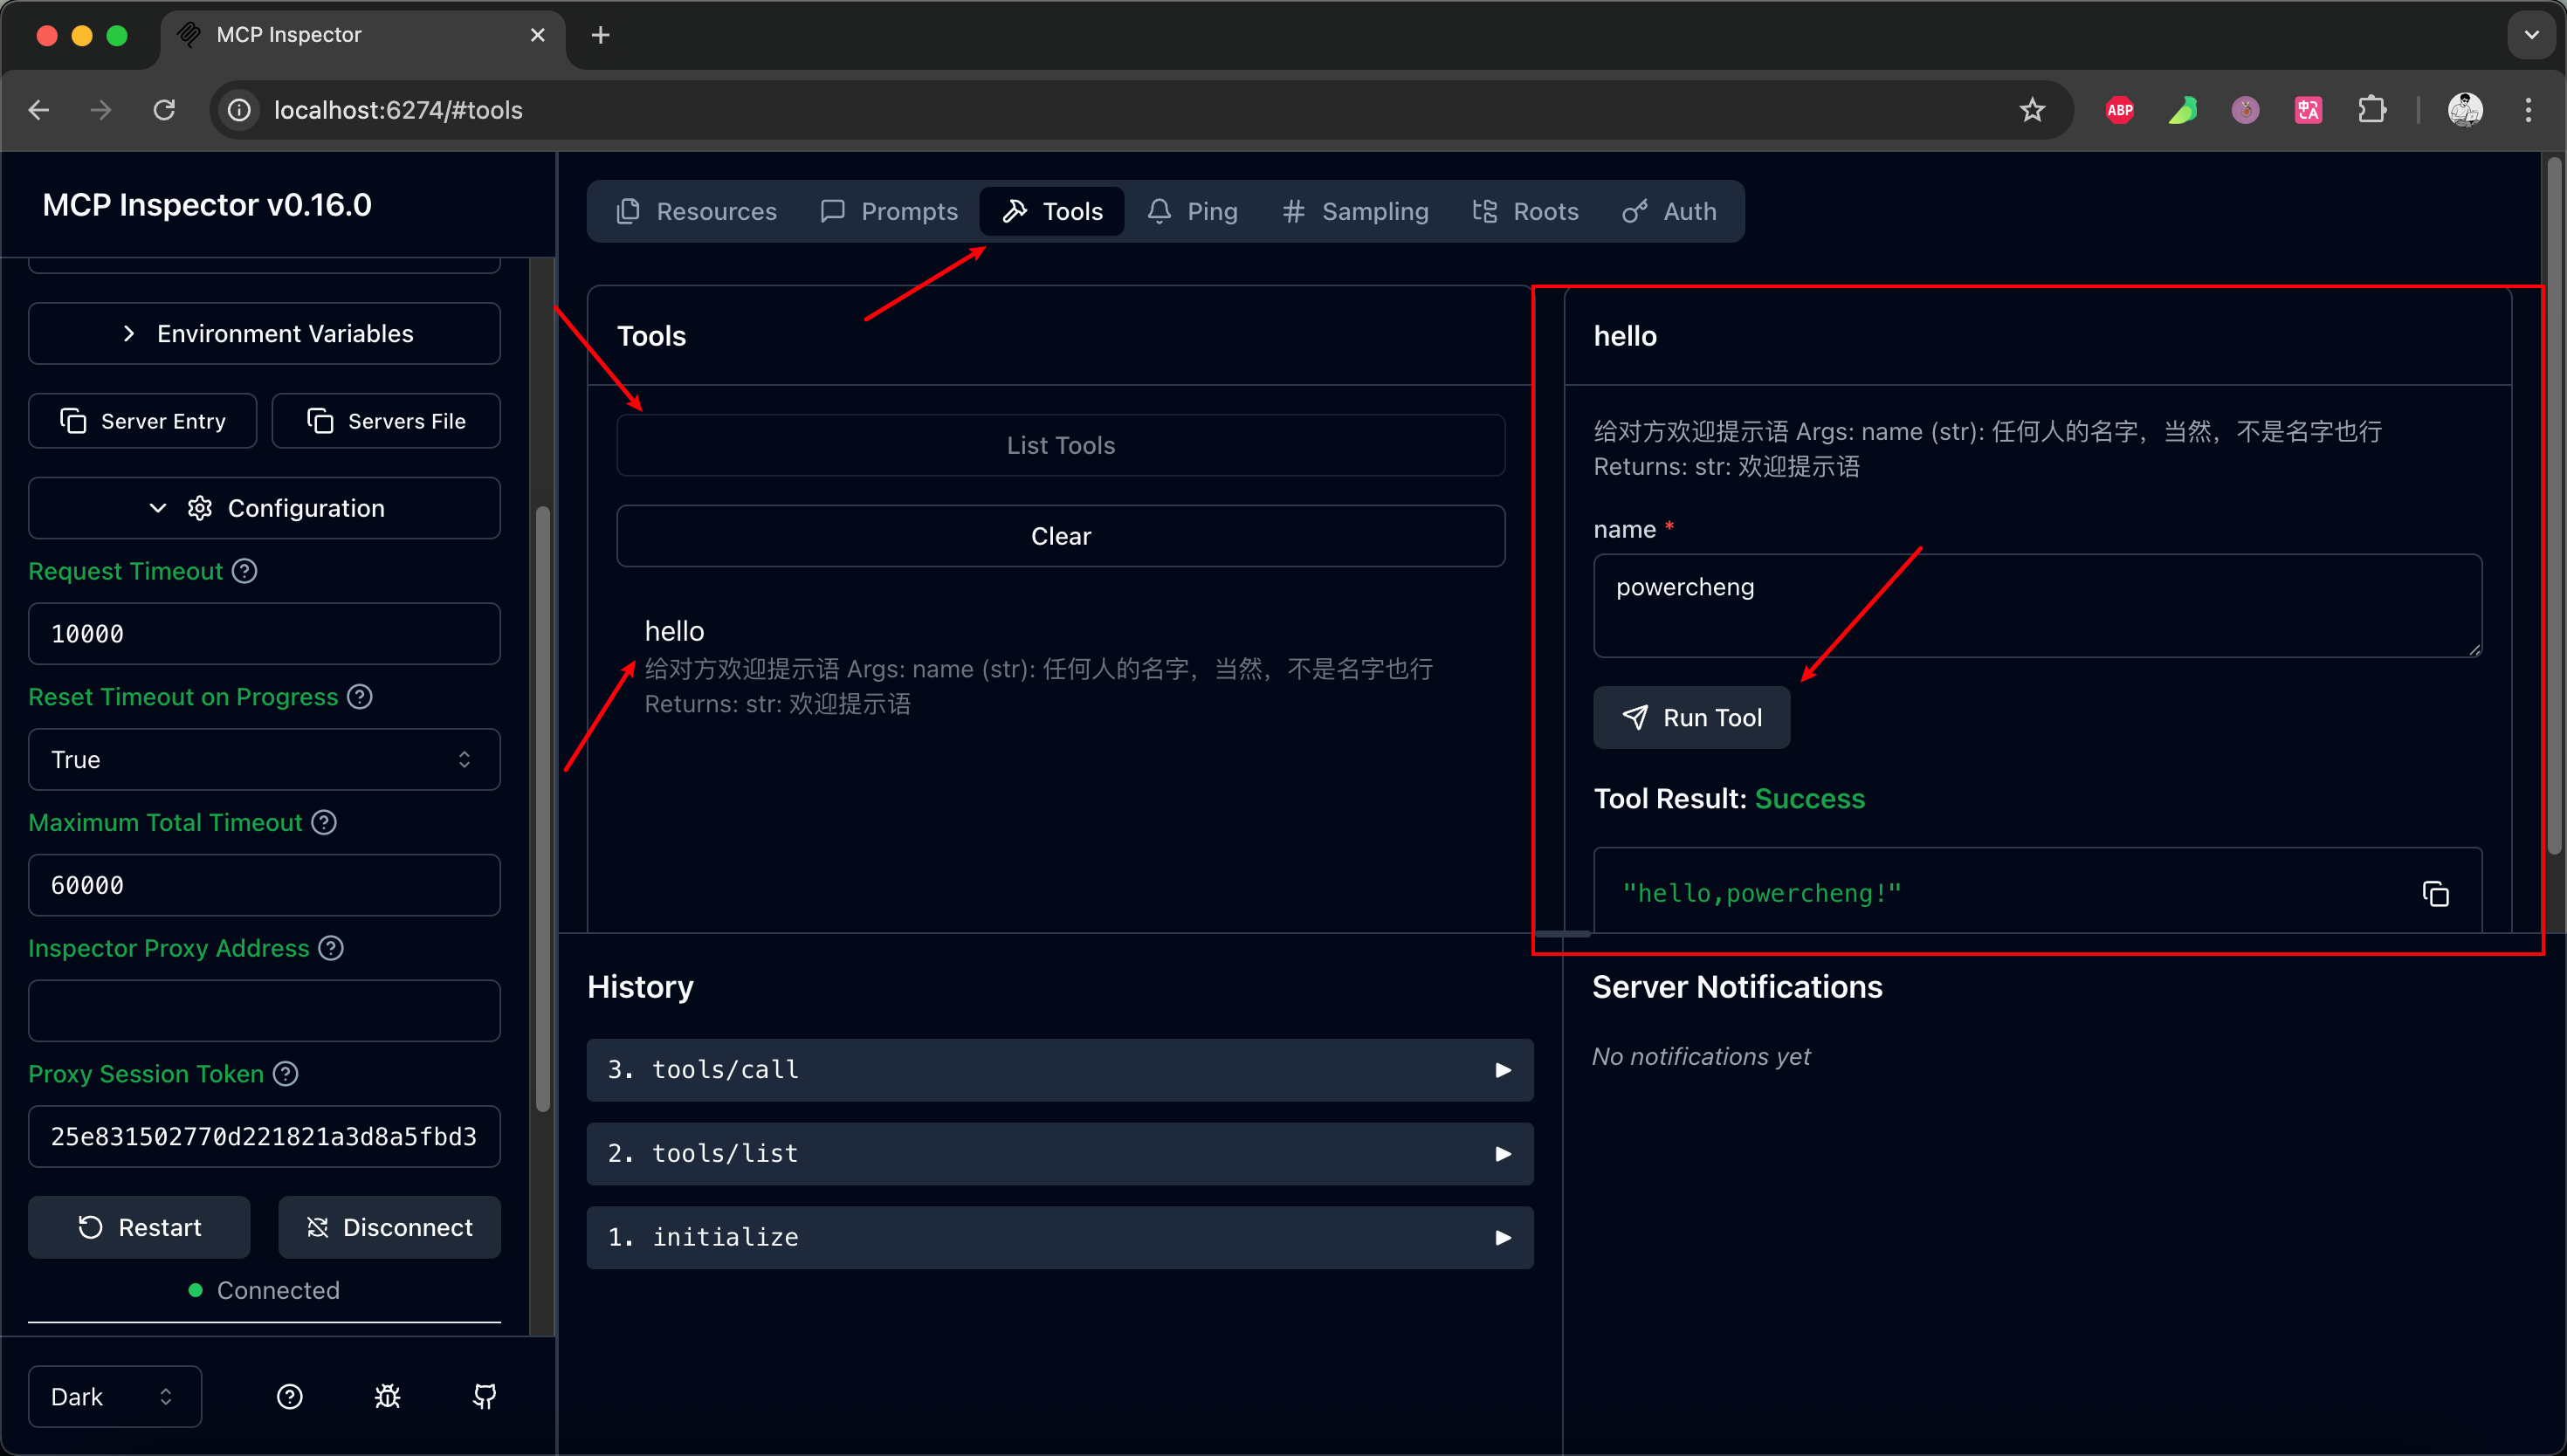 MCP Inspector
localhost:6274/#tools
ABP
中A
MCP Inspector v0.16.0
Environment Variables
Server Entry
Servers File
Configuration
Request Timeout
10000
Reset Timeout on Progress
True
Maximum Total Timeout
60000
Inspector Proxy Address
Proxy Session Token
25e831502770d221821a3d8a5fbd3
Restart
Disconnect
Connected
Dark
Resources
Prompts
Tools
Ping
Sampling
Roots
Auth
Tools
List Tools
Clear
hello
给对方欢迎提示语 Args: name (str): 任何人的名字，当然，不是名字也行
Returns: str: 欢迎提示语
hello
给对方欢迎提示语 Args: name (str): 任何人的名字，当然，不是名字也行
Returns: str: 欢迎提示语
name *
powercheng
Run Tool
Tool Result: Success
"hello,powercheng!"
History
3. tools/call
2. tools/list
1. initialize
Server Notifications
No notifications yet